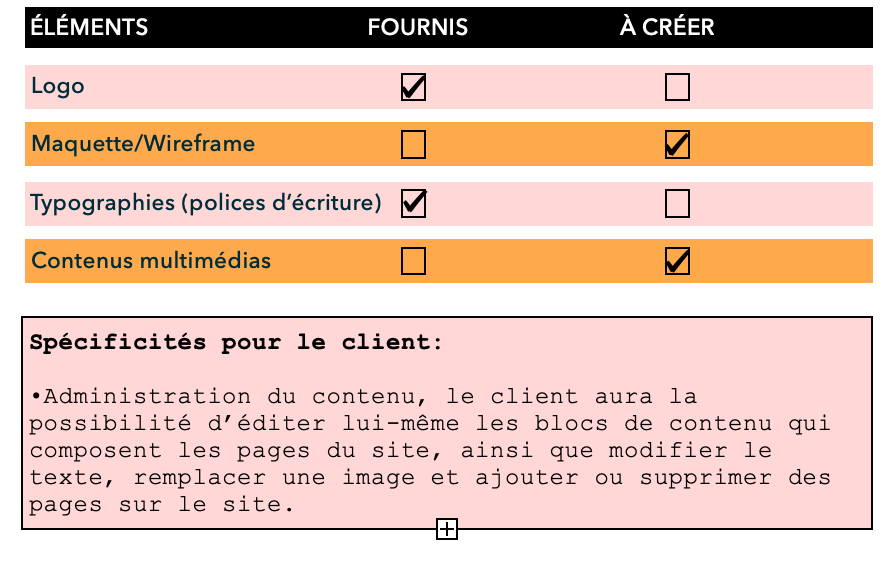 ÉLÉMENTS FOURNIS À CRÉER
Logo
Maquette/Wireframe
Typographies (polices d’écriture)
Contenus multimédias
Spécificités pour le client:
•Administration du contenu, le client aura la
possibilité d’éditer lui-même les blocs de contenu qui
composent les pages du site, ainsi que modifier le
texte, remplacer une image et ajouter ou supprimer des
pages sur le site.